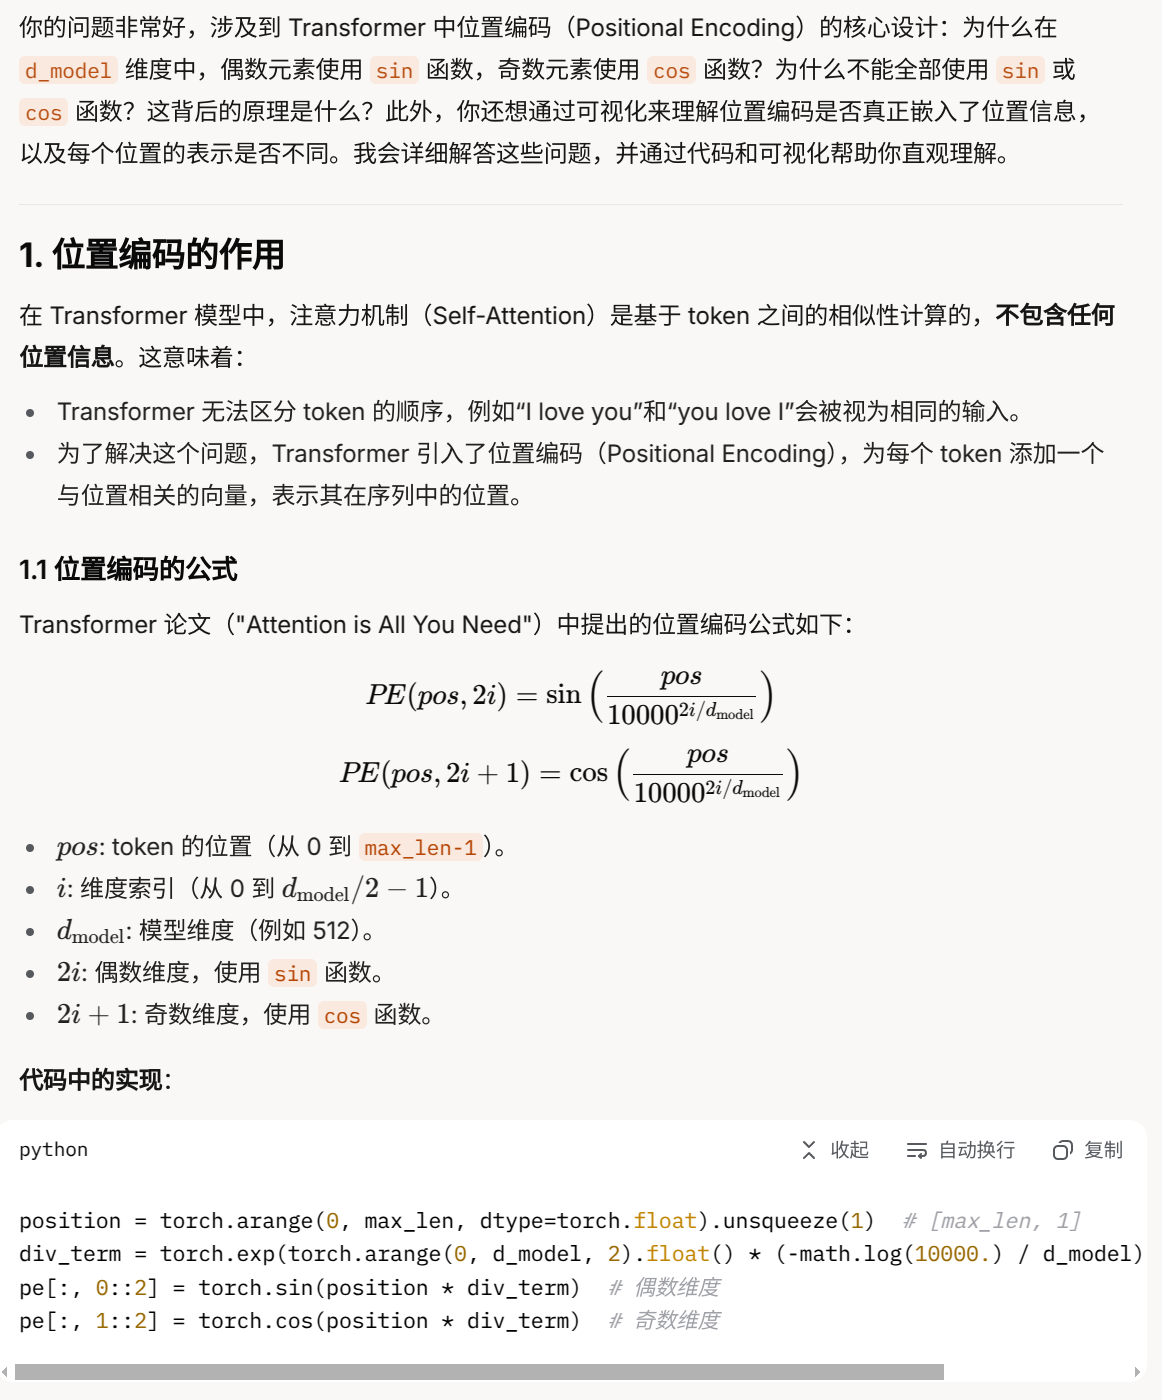 你的问题非常好，涉及到 Transformer 中位置编码（Positional Encoding）的核心设计：为什么在
d_model 维度中，偶数元素使用 sin 函数，奇数元素使用 cos 函数？为什么不能全部使用 sin 或
cos 函数？这背后的原理是什么？此外，你还想通过可视化来理解位置编码是否真正嵌入了位置信息，
以及每个位置的表示是否不同。我会详细解答这些问题，并通过代码和可视化帮助你直观理解。
1. 位置编码的作用
在 Transformer 模型中，注意力机制（Self-Attention）是基于 token 之间的相似性计算的，不包含任何
位置信息。这意味着：
• Transformer 无法区分 token 的顺序，例如“I love you”和“you love I”会被视为相同的输入。
• 为了解决这个问题，Transformer 引入了位置编码（Positional Encoding），为每个 token 添加一个
与位置相关的向量，表示其在序列中的位置。
1.1 位置编码的公式
Transformer 论文（"Attention is All You Need"）中提出的位置编码公式如下：
PE(pos, 2i) = sin(pos / 10000^{2i/d_model})
PE(pos, 2i + 1) = cos(pos / 10000^{2i/d_model})
• pos: token 的位置（从 0 到 max_len-1）。
• i: 维度索引（从 0 到 d_model/2 − 1）。
• d_model: 模型维度（例如 512）。
• 2i: 偶数维度，使用 sin 函数。
• 2i + 1: 奇数维度，使用 cos 函数。
代码中的实现：
python 收起 自动换行 复制
position = torch.arange(0, max_len, dtype=torch.float).unsqueeze(1)  # [max_len, 1]
div_term = torch.exp(torch.arange(0, d_model, 2).float() * (-math.log(10000.) / d_model)
pe[:, 0::2] = torch.sin(position * div_term)  # 偶数维度
pe[:, 1::2] = torch.cos(position * div_term)  # 奇数维度